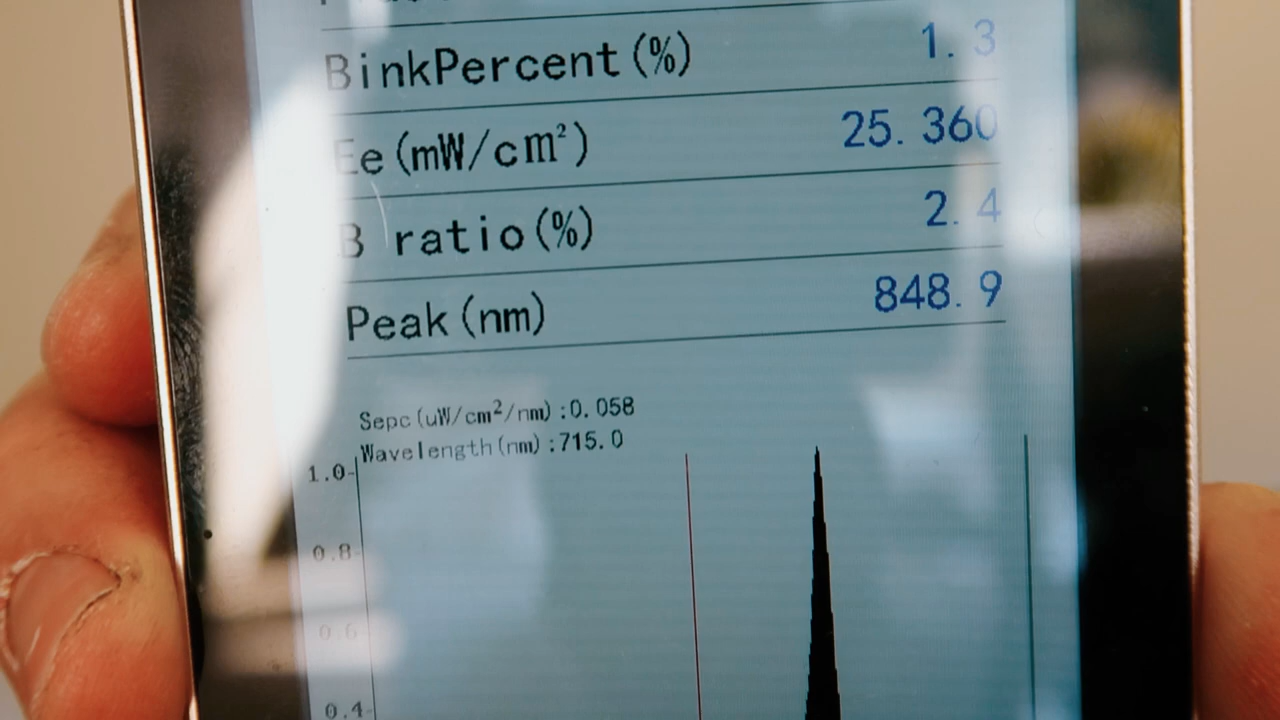 BinkPercent(%) 1.3
Ee(mW/cm²) 25.360
B ratio(%) 2.4
Peak(nm) 848.9
Sepc(uW/cm²/nm):0.058
Wavelength(nm):715.0
1.0
0.8
0.6
0.4